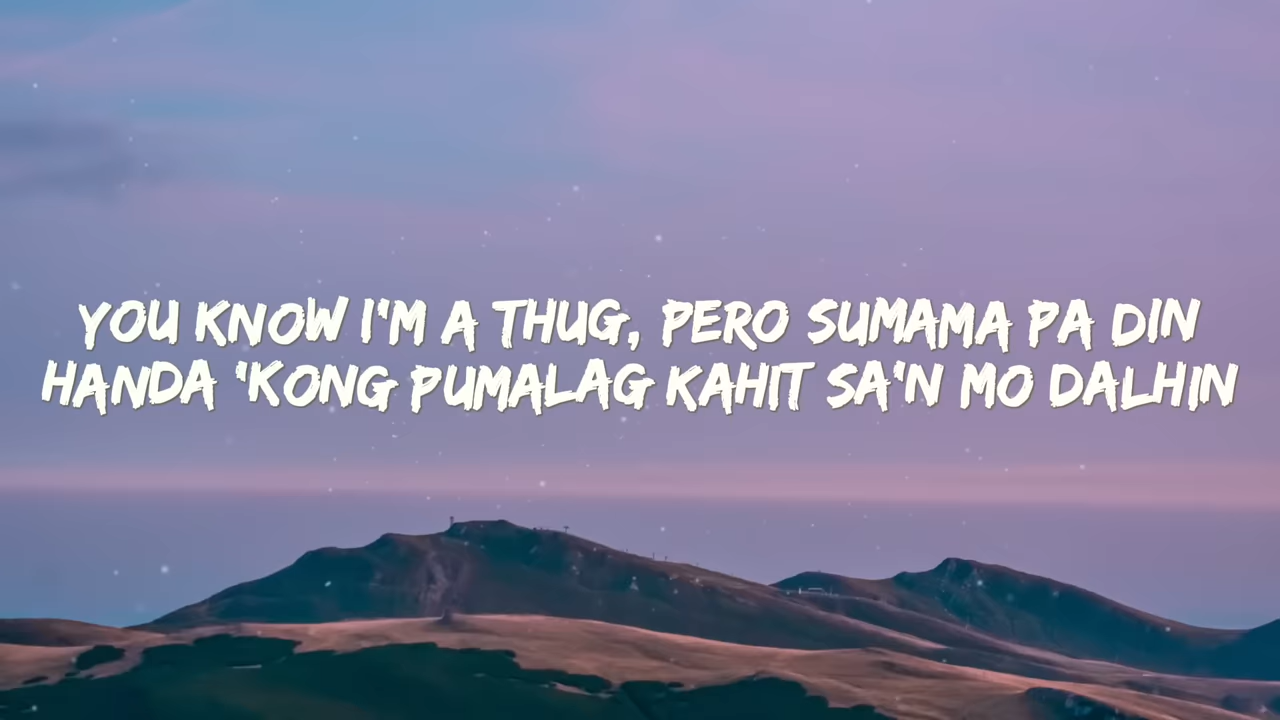 YOU KNOW I'M A THUG, PERO SUMAMA PA DIN
HANDA 'KONG PUMALAG KAHIT SA'N MO DALHIN